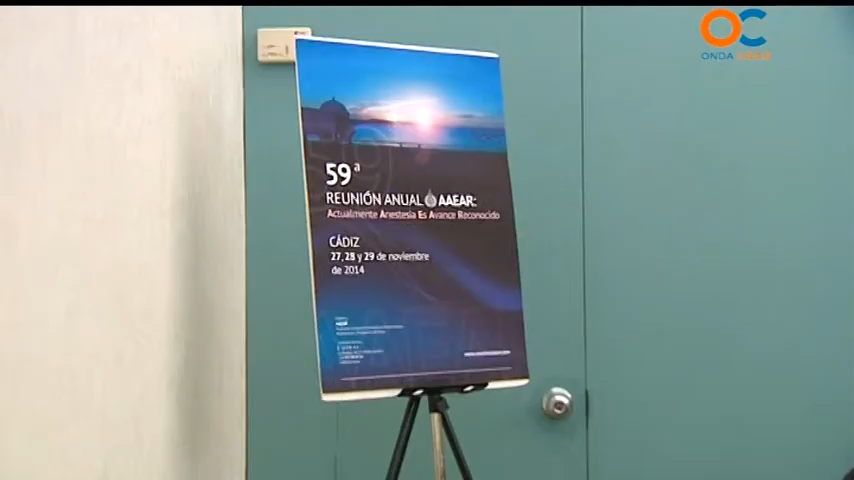 OC
ONDA CÁDIZ
59ª
REUNIÓN ANUAL AAEAR:
Actualmente Anestesia Es Avance Reconocido
CÁDIZ
27, 28 y 29 de noviembre
de 2014